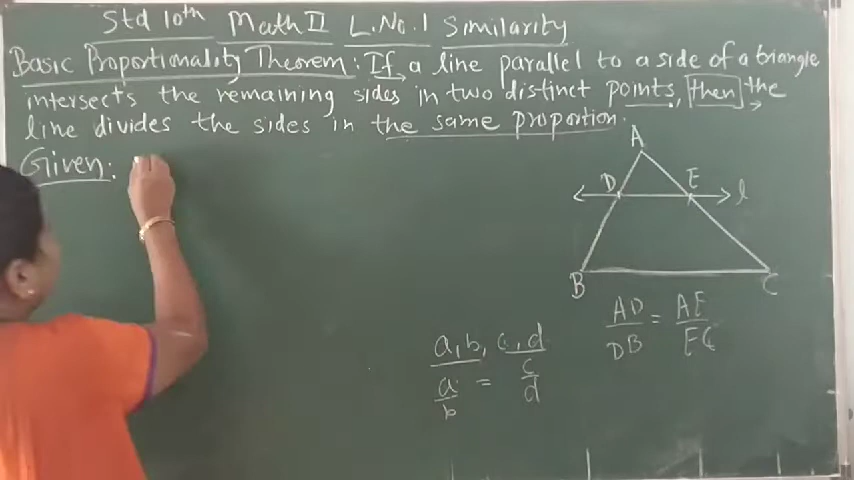 Std 10th Math II L.No.1 Similarity
Basic Proportionality Theorem: If a line parallel to a side of a triangle
intersects the remaining sides in two distinct points, then the
line divides the sides in the same proportion.
Given:
A
D E l
B C
AD/DB = AE/EC
a, b, c, d
a/b = c/d